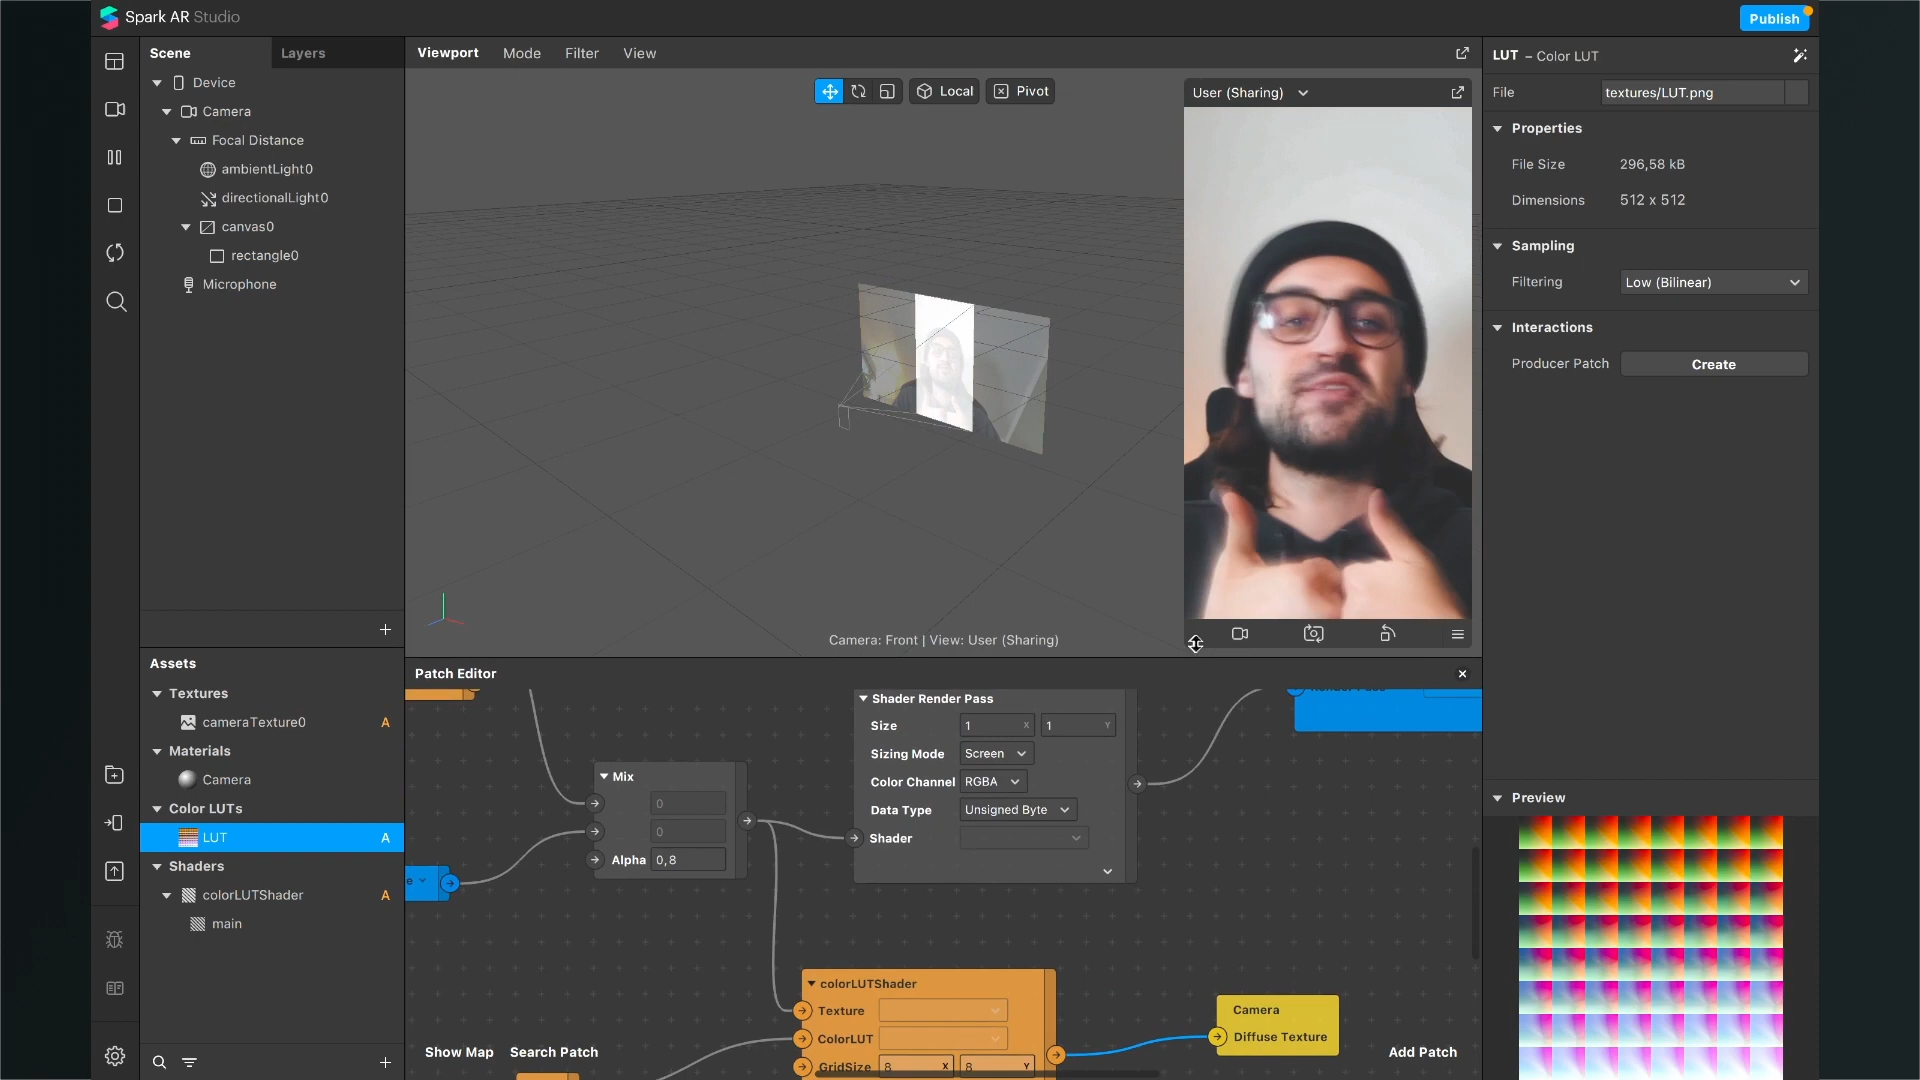 Spark AR Studio
Publish
Scene
Layers
Device
Camera
Focal Distance
ambientLight0
directionalLight0
canvas0
rectangle0
Microphone
Viewport
Mode
Filter
View
Local
Pivot
User (Sharing)
Camera: Front | View: User (Sharing)
LUT – Color LUT
File
textures/LUT.png
Properties
File Size
296,58 kB
Dimensions
512 x 512
Sampling
Filtering
Low (Bilinear)
Interactions
Producer Patch
Create
Preview
Assets
Textures
cameraTexture0
A
Materials
Camera
Color LUTs
LUT
A
Shaders
colorLUTShader
A
main
Patch Editor
e
Mix
0
0
Alpha
0,8
Shader Render Pass
Size
1
X
1
Y
Sizing Mode
Screen
Color Channel
RGBA
Data Type
Unsigned Byte
Shader
colorLUTShader
Texture
ColorLUT
GridSize
8
X
8
Y
Camera
Diffuse Texture
Show Map
Search Patch
Add Patch